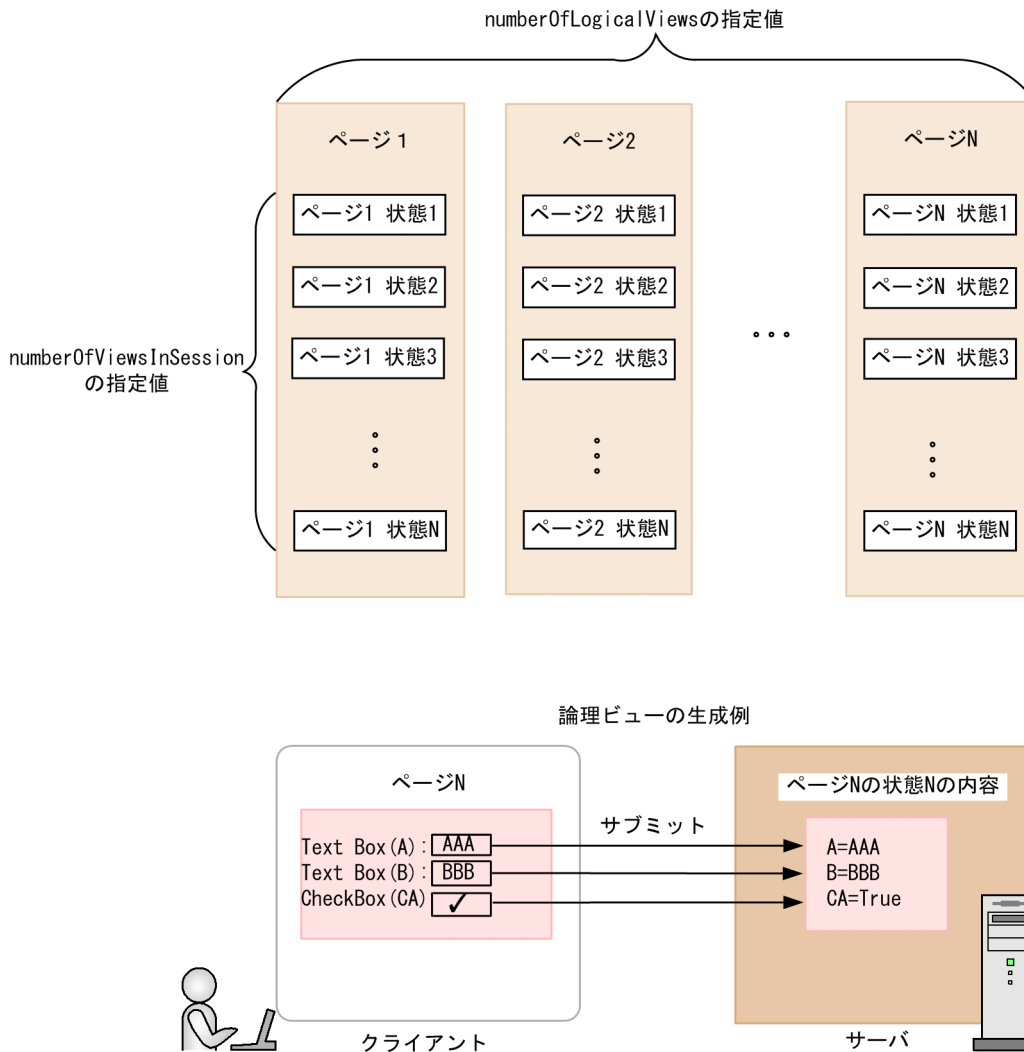 numberOfLogicalViewsの指定値
ページ１ ページ2 ページN
ページ1 状態1 ページ2 状態1 ページN 状態1
ページ1 状態2 ページ2 状態2 ページN 状態2
ページ1 状態3 ページ2 状態3 ページN 状態3
numberOfViewsInSession
の指定値
ページ1 状態N ページ2 状態N ページN 状態N
論理ビューの生成例
ページN
ページNの状態Nの内容
サブミット
Text Box(A): AAA
Text Box(B): BBB
CheckBox(CA) ✓
A=AAA
B=BBB
CA=True
クライアント
サーバ